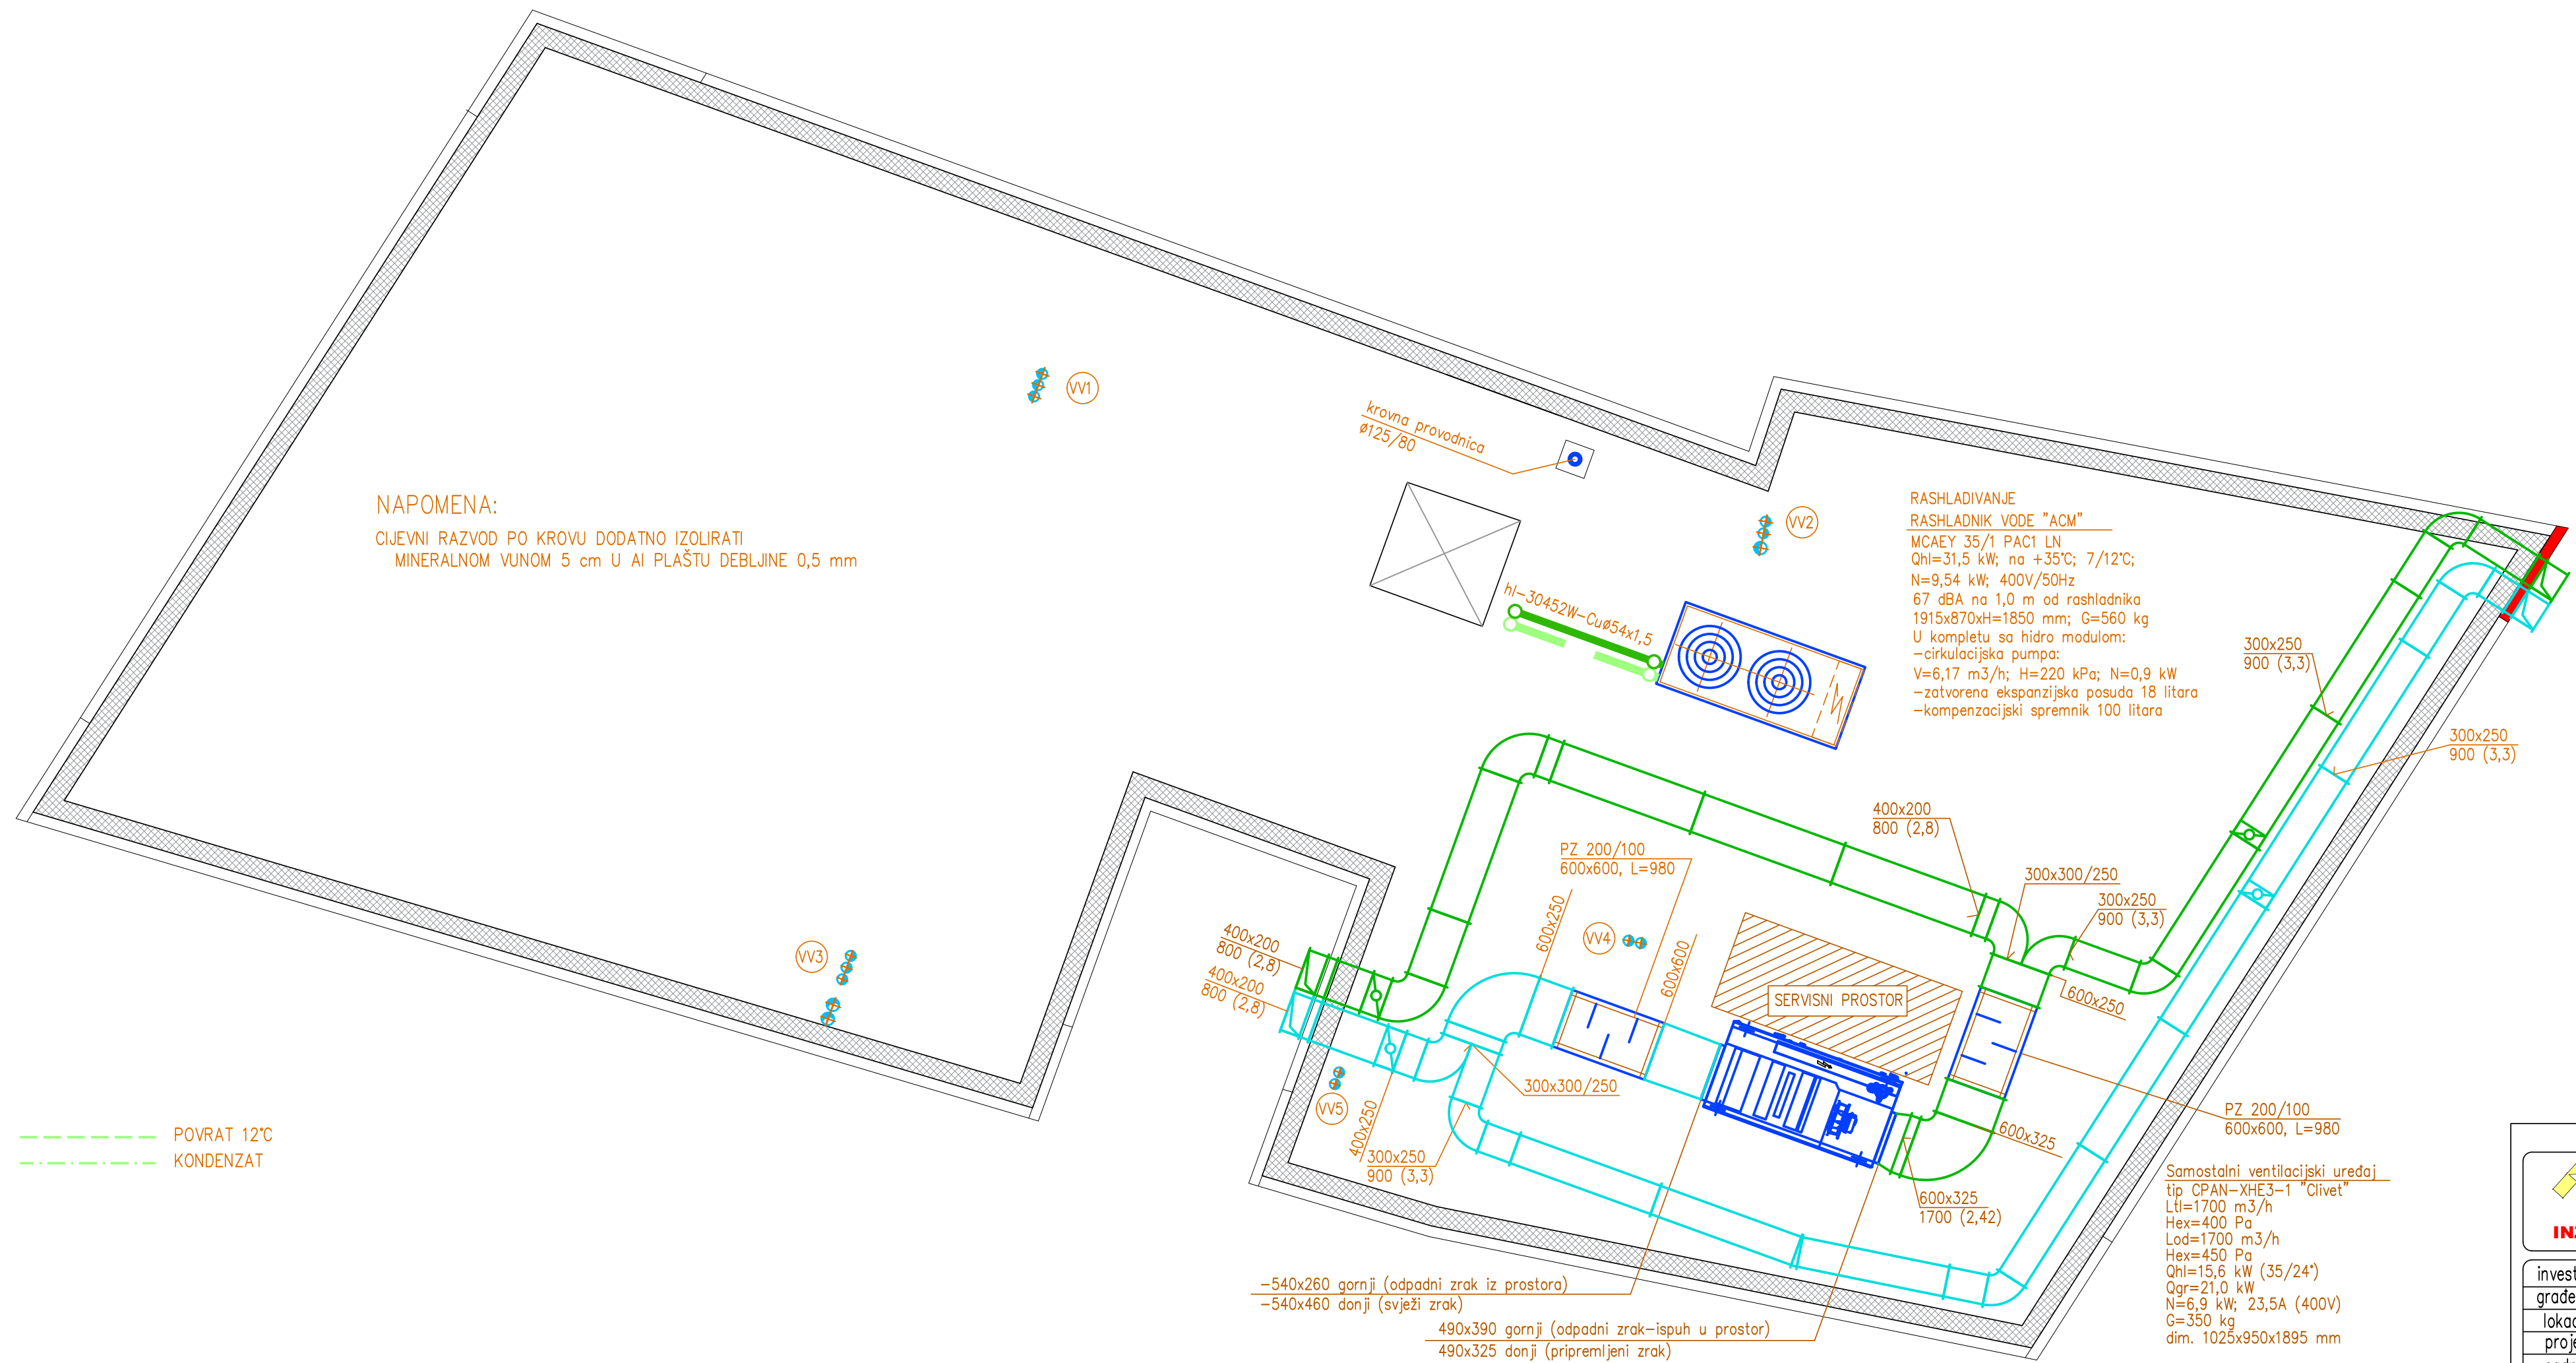 NAPOMENA:
CIJEVNI RAZVOD PO KROVU DODATNO IZOLIRATI
MINERALNOM VUNOM 5 cm U Al PLAŠTU DEBLJINE 0,5 mm
VV1
krovna provodnica
ø125/80
VV2
RASHLAĐIVANJE
RASHLADNIK VODE "ACM"
MCAEY 35/1 PAC1 LN
Qhl=31,5 kW; na +35°C; 7/12°C;
N=9,54 kW; 400V/50Hz
67 dBA na 1,0 m od rashladnika
1915x870xH=1850 mm; G=560 kg
U kompletu sa hidro modulom:
-cirkulacijska pumpa:
V=6,17 m3/h; H=220 kPa; N=0,9 kW
-zatvorena ekspanzijska posuda 18 litara
-kompenzacijski spremnik 100 litara
hl-30452W-Cuø54x1,5
300x250
900 (3,3)
300x250
900 (3,3)
400x200
800 (2,8)
PZ 200/100
600x600, L=980
300x300/250
300x250
900 (3,3)
600x250
VV4
600x600
400x200
800 (2,8)
400x200
800 (2,8)
VV3
SERVISNI PROSTOR
600x250
300x300/250
VV5
400x250
300x250
900 (3,3)
600x325
PZ 200/100
600x600, L=980
600x325
1700 (2,42)
POVRAT 12°C
KONDENZAT
Samostalni ventilacijski uređaj
tip CPAN-XHE3-1 "Clivet"
Ltl=1700 m3/h
Hex=400 Pa
Lod=1700 m3/h
Hex=450 Pa
Qhl=15,6 kW (35/24°)
Qgr=21,0 kW
N=6,9 kW; 23,5A (400V)
G=350 kg
dim. 1025x950x1895 mm
-540x260 gornji (odpadni zrak iz prostora)
-540x460 donji (svježi zrak)
490x390 gornji (odpadni zrak-ispuh u prostor)
490x325 donji (pripremljeni zrak)